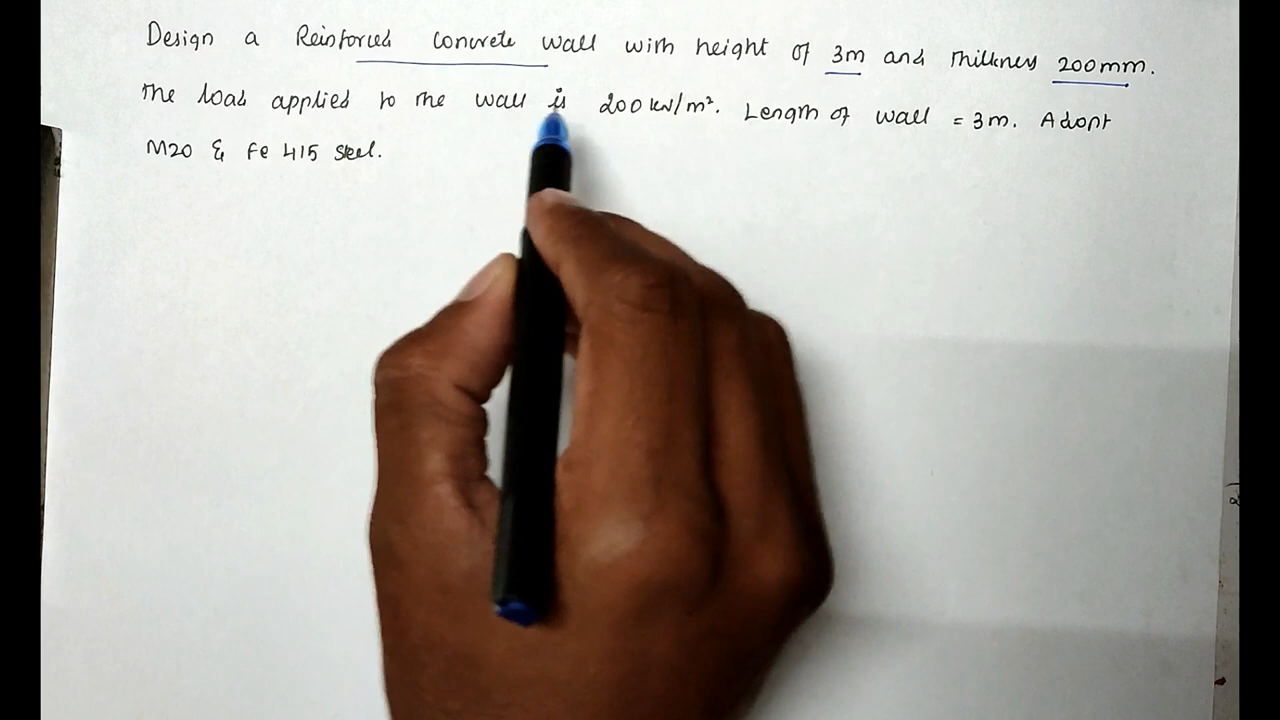 Design a Reinforced concrete wall with height of 3m and Thickness 200mm.
The load applied to the wall is 200 kN/m². Length of wall = 3m. Adopt
M20 & Fe 415 steel.